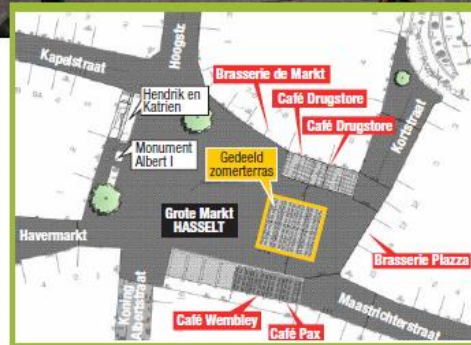 Kapelstraat
Hoogstr.
Hendrik en
Katrien
Monument
Albert I
Brasserie de Markt
Café Drugstore
Café Drugstore
Kortstraat
Gedeeld
zomerterras
Grote Markt
HASSELT
Havermarkt
Koning
Albertstraat
Brasserie Plazza
Café Wembley
Café Pax
Maastrichterstraat